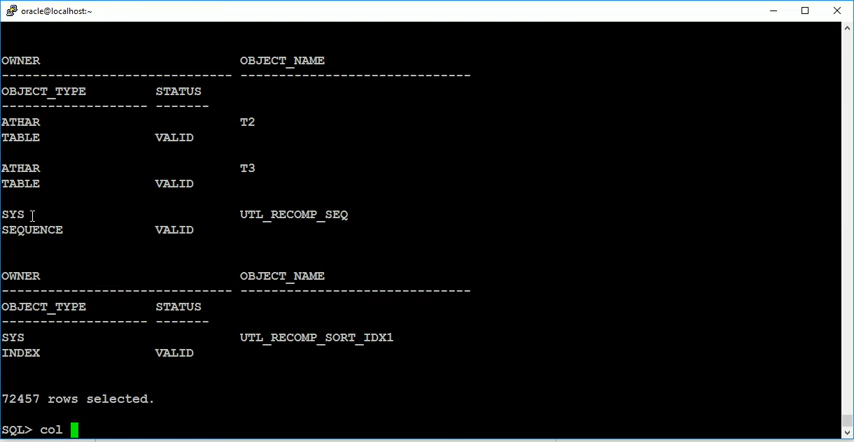 oracle@localhost:~
OWNER OBJECT_NAME
------------------------------ ------------------------------
OBJECT_TYPE STATUS
------------------- -------
ATHAR T2
TABLE VALID
ATHAR T3
TABLE VALID
SYS UTL_RECOMP_SEQ
SEQUENCE VALID
OWNER OBJECT_NAME
------------------------------ ------------------------------
OBJECT_TYPE STATUS
------------------- -------
SYS UTL_RECOMP_SORT_IDX1
INDEX VALID
72457 rows selected.
SQL> col